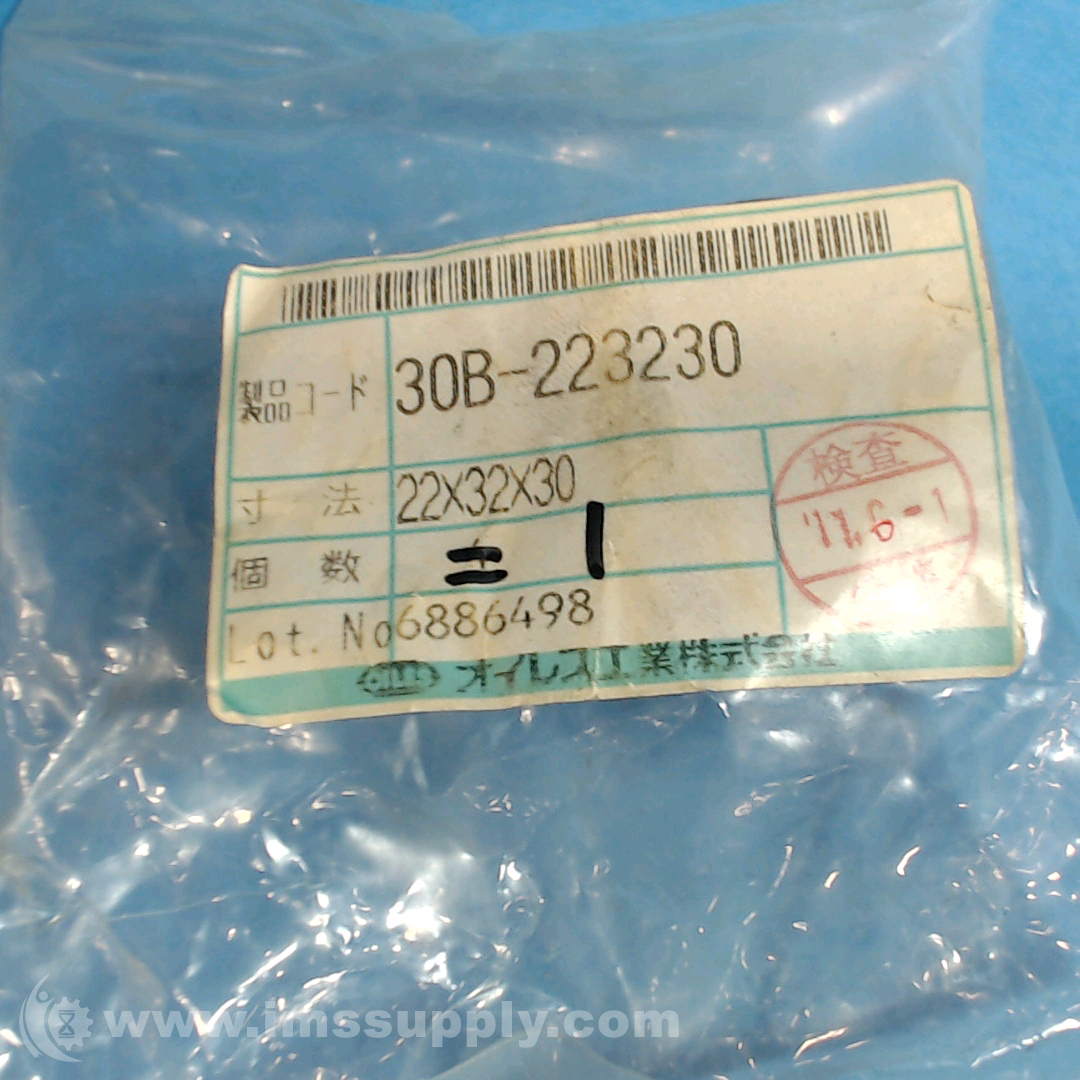 製品コード 30B-223230
寸 法 22X32X30
個 数 1
Lot. No 6886498
オイレス工業株式会社
検査
www.imssupply.com